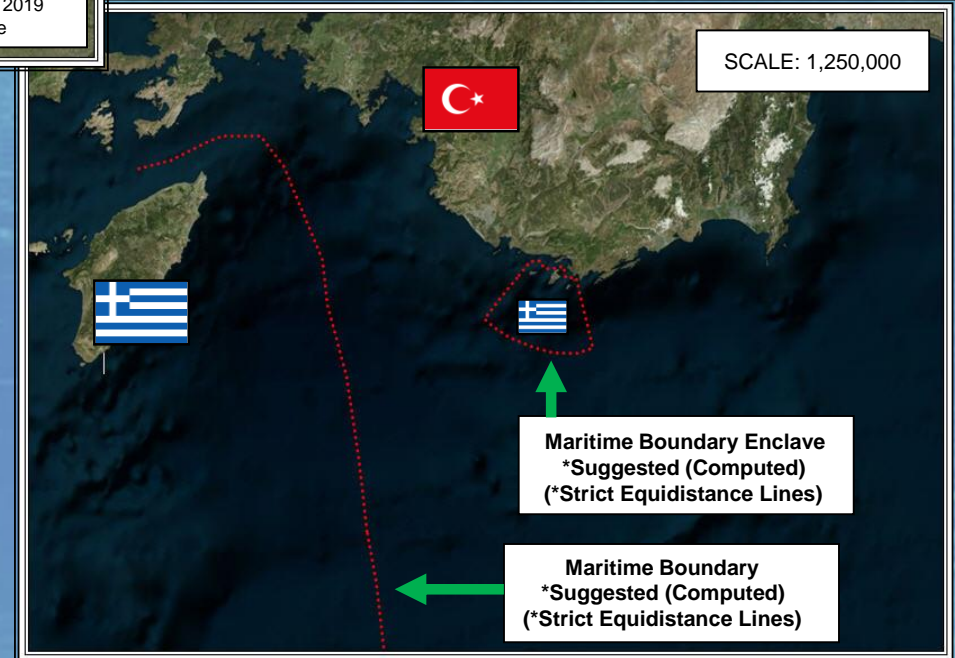 2019
e
SCALE: 1,250,000
Maritime Boundary Enclave
*Suggested (Computed)
(*Strict Equidistance Lines)
Maritime Boundary
*Suggested (Computed)
(*Strict Equidistance Lines)